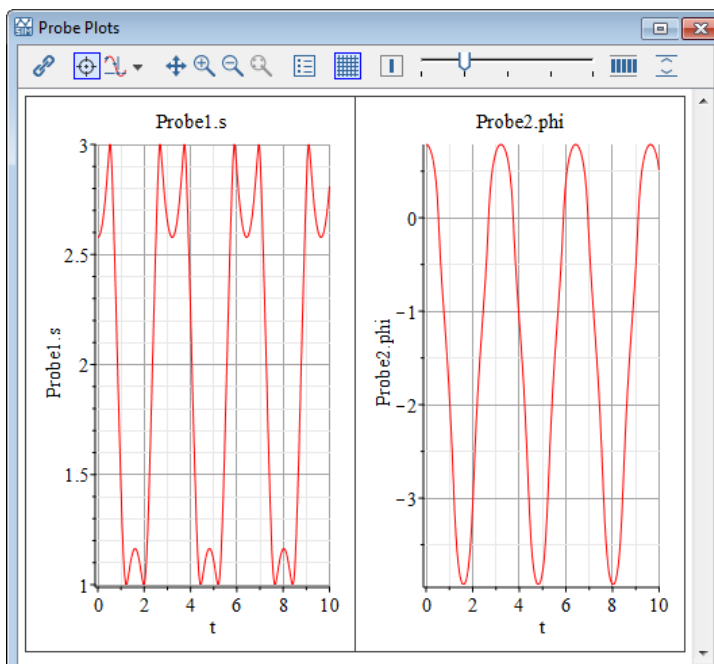 Probe Plots
SIM
Probe1.s
3
2.5
2
1.5
1
Probe1.s
0 2 4 6 8 10
t
Probe2.phi
0
−1
−2
−3
Probe2.phi
0 2 4 6 8 10
t